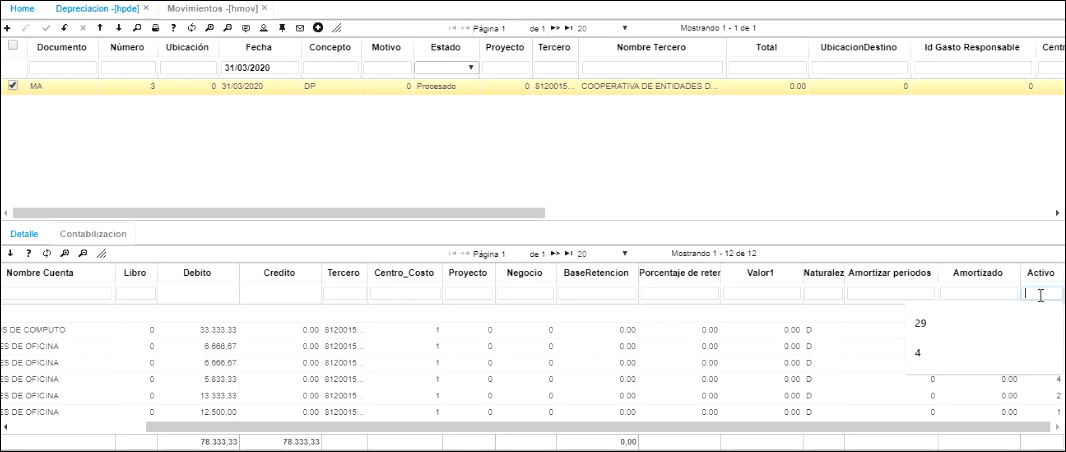 Home Depreciacion -[hpde] × Movimientos -[hmov] ×
Página 1 de 1 20 Mostrando 1 - 1 de 1
Documento Número Ubicación Fecha Concepto Motivo Estado Proyecto Tercero Nombre Tercero Total UbicacionDestino Id Gasto Responsable Centr
31/03/2020
MA 3 0 31/03/2020 DP 0 Procesado 0 8120015... COOPERATIVA DE ENTIDADES D... 0.00 0 0
Detalle Contabilizacion
Página 1 de 1 20 Mostrando 1 - 12 de 12
Nombre Cuenta Libro Debito Credito Tercero Centro_Costo Proyecto Negocio BaseRetencion Porcentaje de reter Valor1 Naturalez Amortizar periodos Amortizado Activo
29
OS DE COMPUTO 0 33.333.33 0.00 8120015... 1 0 0 0.00 0.00 0.00 D
ES DE OFICINA 0 6.666,67 0.00 8120015... 1 0 0 0.00 0.00 0.00 D
4
ES DE OFICINA 0 6.666.67 0.00 8120015... 1 0 0 0.00 0.00 0.00 D
ES DE OFICINA 0 5.833,33 0.00 8120015... 1 0 0 0.00 0.00 0.00 D 0 0.00 4
ES DE OFICINA 0 13.333.33 0.00 8120015... 1 0 0 0.00 0.00 0.00 D 0 0.00 2
ES DE OFICINA 0 12.500,00 0.00 8120015... 1 0 0 0.00 0.00 0.00 D 0 0.00 1
78.333,33 78.333,33 0,00